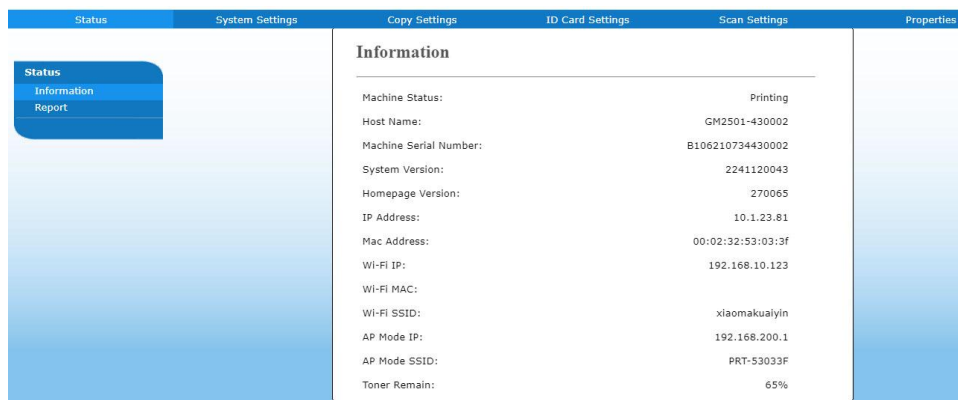 Status System Settings Copy Settings ID Card Settings Scan Settings Properties
Information
Status
Information
Report
Machine Status: Printing
Host Name: GM2501-430002
Machine Serial Number: B106210734430002
System Version: 2241120043
Homepage Version: 270065
IP Address: 10.1.23.81
Mac Address: 00:02:32:53:03:3f
Wi-Fi IP: 192.168.10.123
Wi-Fi MAC:
Wi-Fi SSID: xiaomakuaiyin
AP Mode IP: 192.168.200.1
AP Mode SSID: PRT-53033F
Toner Remain: 65%